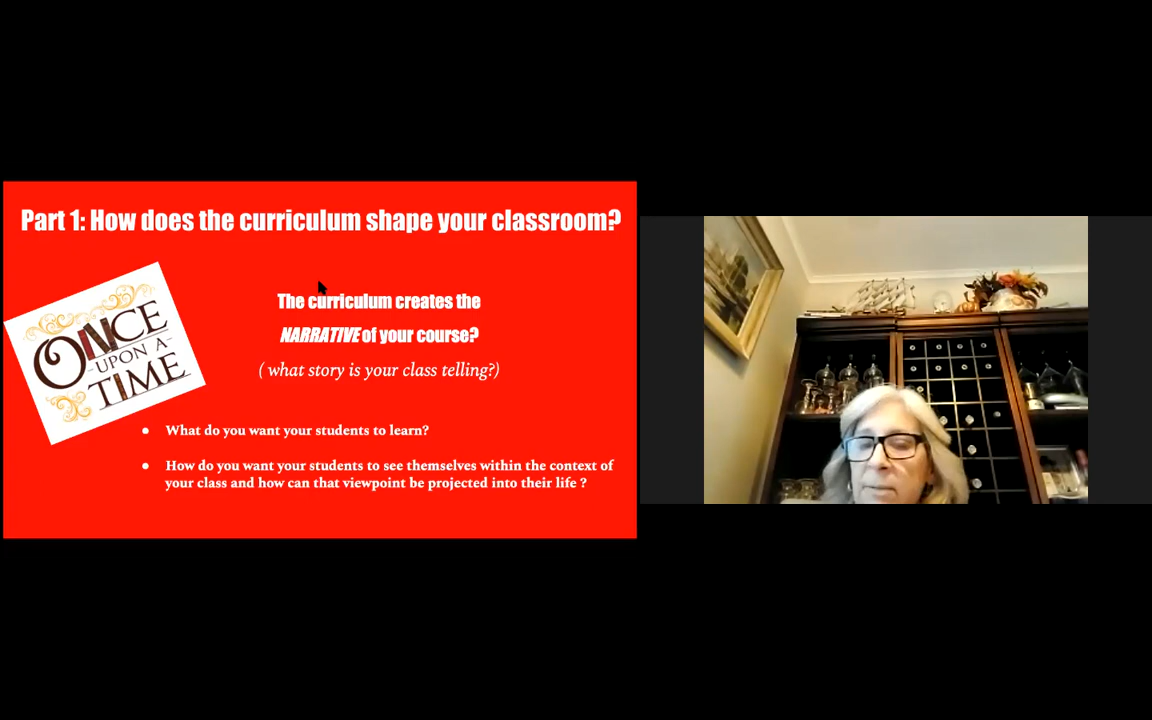 Part 1: How does the curriculum shape your classroom?
ONCE
-UPON A-
TIME
The curriculum creates the
NARRATIVE of your course?
( what story is your class telling?)
● What do you want your students to learn?
● How do you want your students to see themselves within the context of
your class and how can that viewpoint be projected into their life ?